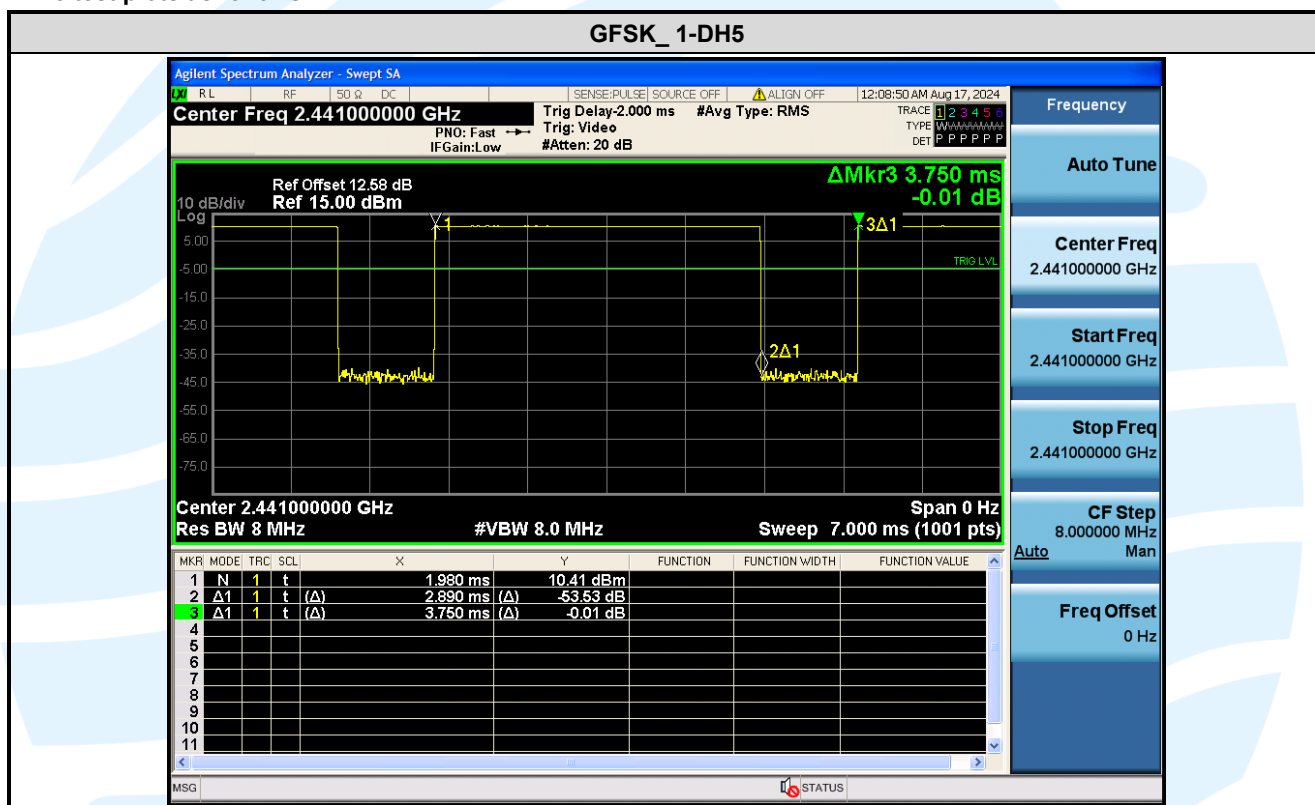 GFSK_ 1-DH5
Agilent Spectrum Analyzer - Swept SA
RL RF 50 Ω DC SENSE:PULSE SOURCE OFF ALIGN OFF 12:08:50 AM Aug 17, 2024
Center Freq 2.441000000 GHz
PNO: Fast
IFGain:Low
Trig Delay-2.000 ms
Trig: Video
#Atten: 20 dB
#Avg Type: RMS
TRACE 1 2 3 4 5 6
TYPE WWWWWW
DET P P P P P P
ΔMkr3 3.750 ms
-0.01 dB
Ref Offset 12.58 dB
10 dB/div Ref 15.00 dBm
Log
5.00
-5.00
-15.0
-25.0
-35.0
-45.0
-55.0
-65.0
-75.0
1
3Δ1
TRIG LVL
2Δ1
Center 2.441000000 GHz Span 0 Hz
Res BW 8 MHz #VBW 8.0 MHz Sweep 7.000 ms (1001 pts)
MKR MODE TRC SCL X Y FUNCTION FUNCTION WIDTH FUNCTION VALUE
1 N 1 t 1.980 ms 10.41 dBm
2 Δ1 1 t (Δ) 2.890 ms (Δ) -53.53 dB
3 Δ1 1 t (Δ) 3.750 ms (Δ) -0.01 dB
4
5
6
7
8
9
10
11
MSG STATUS
Frequency
Auto Tune
Center Freq
2.441000000 GHz
Start Freq
2.441000000 GHz
Stop Freq
2.441000000 GHz
CF Step
8.000000 MHz
Auto Man
Freq Offset
0 Hz